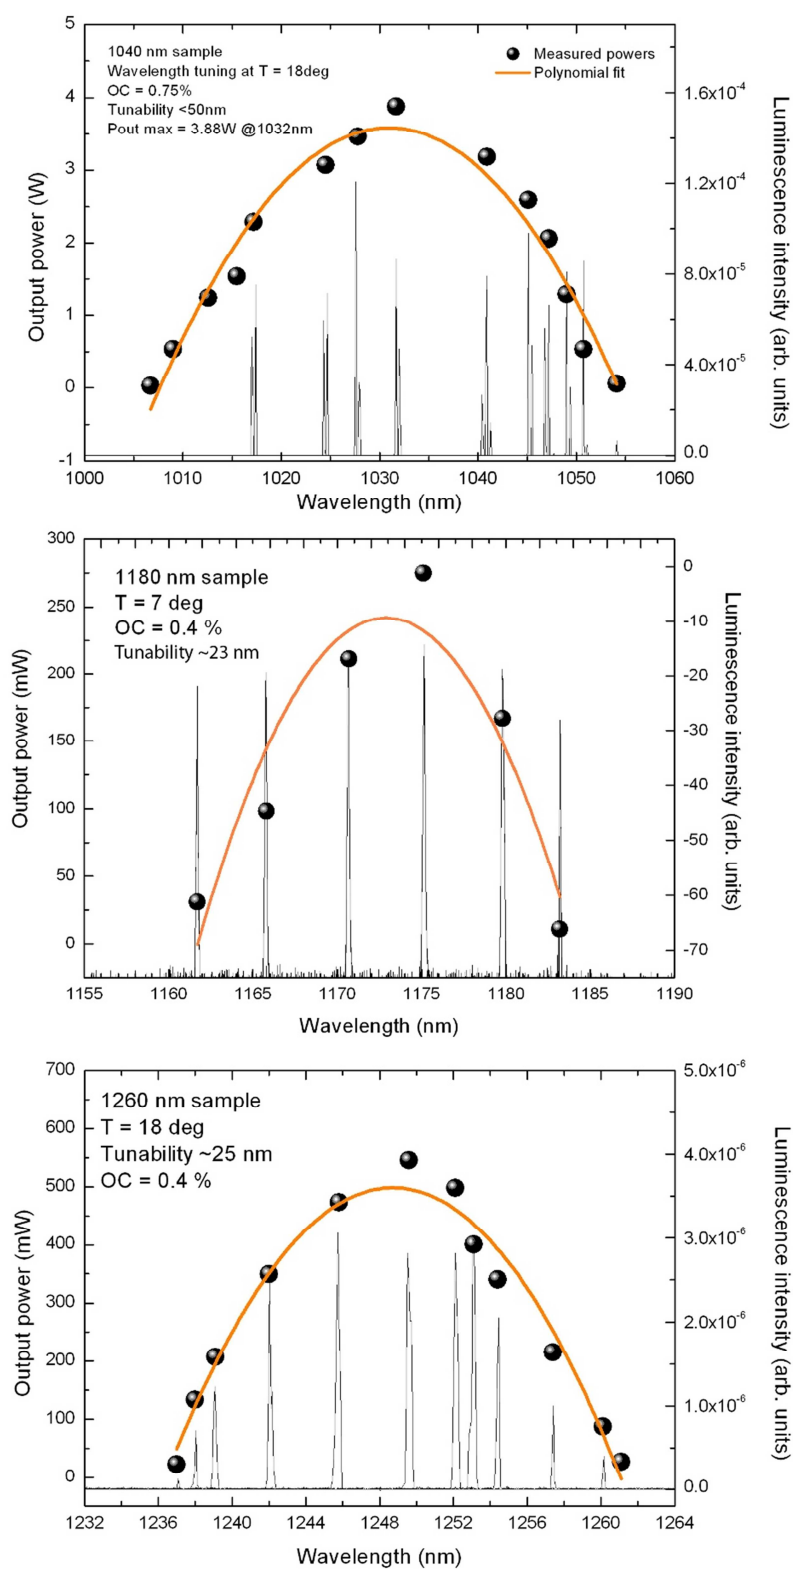 5
4
3
2
1
0
-1
1040 nm sample
Wavelength tuning at T = 18deg
OC = 0.75%
Tunability <50nm
Pout max = 3.88W @1032nm
Measured powers
Polynomial fit
1.6x10⁻⁴
1.2x10⁻⁴
8.0x10⁻⁵
4.0x10⁻⁵
0.0
Output power (W)
Luminescence intensity (arb. units)
1000 1010 1020 1030 1040 1050 1060
Wavelength (nm)
300
250
200
150
100
50
0
1180 nm sample
T = 7 deg
OC = 0.4 %
Tunability ~23 nm
0
-10
-20
-30
-40
-50
-60
-70
Output power (mW)
Luminescence intensity (arb. units)
1155 1160 1165 1170 1175 1180 1185 1190
Wavelength (nm)
700
600
500
400
300
200
100
0
1260 nm sample
T = 18 deg
Tunability ~25 nm
OC = 0.4 %
5.0x10⁻⁶
4.0x10⁻⁶
3.0x10⁻⁶
2.0x10⁻⁶
1.0x10⁻⁶
0.0
Output power (mW)
Luminescence intensity (arb. units)
1232 1236 1240 1244 1248 1252 1256 1260 1264
Wavelength (nm)